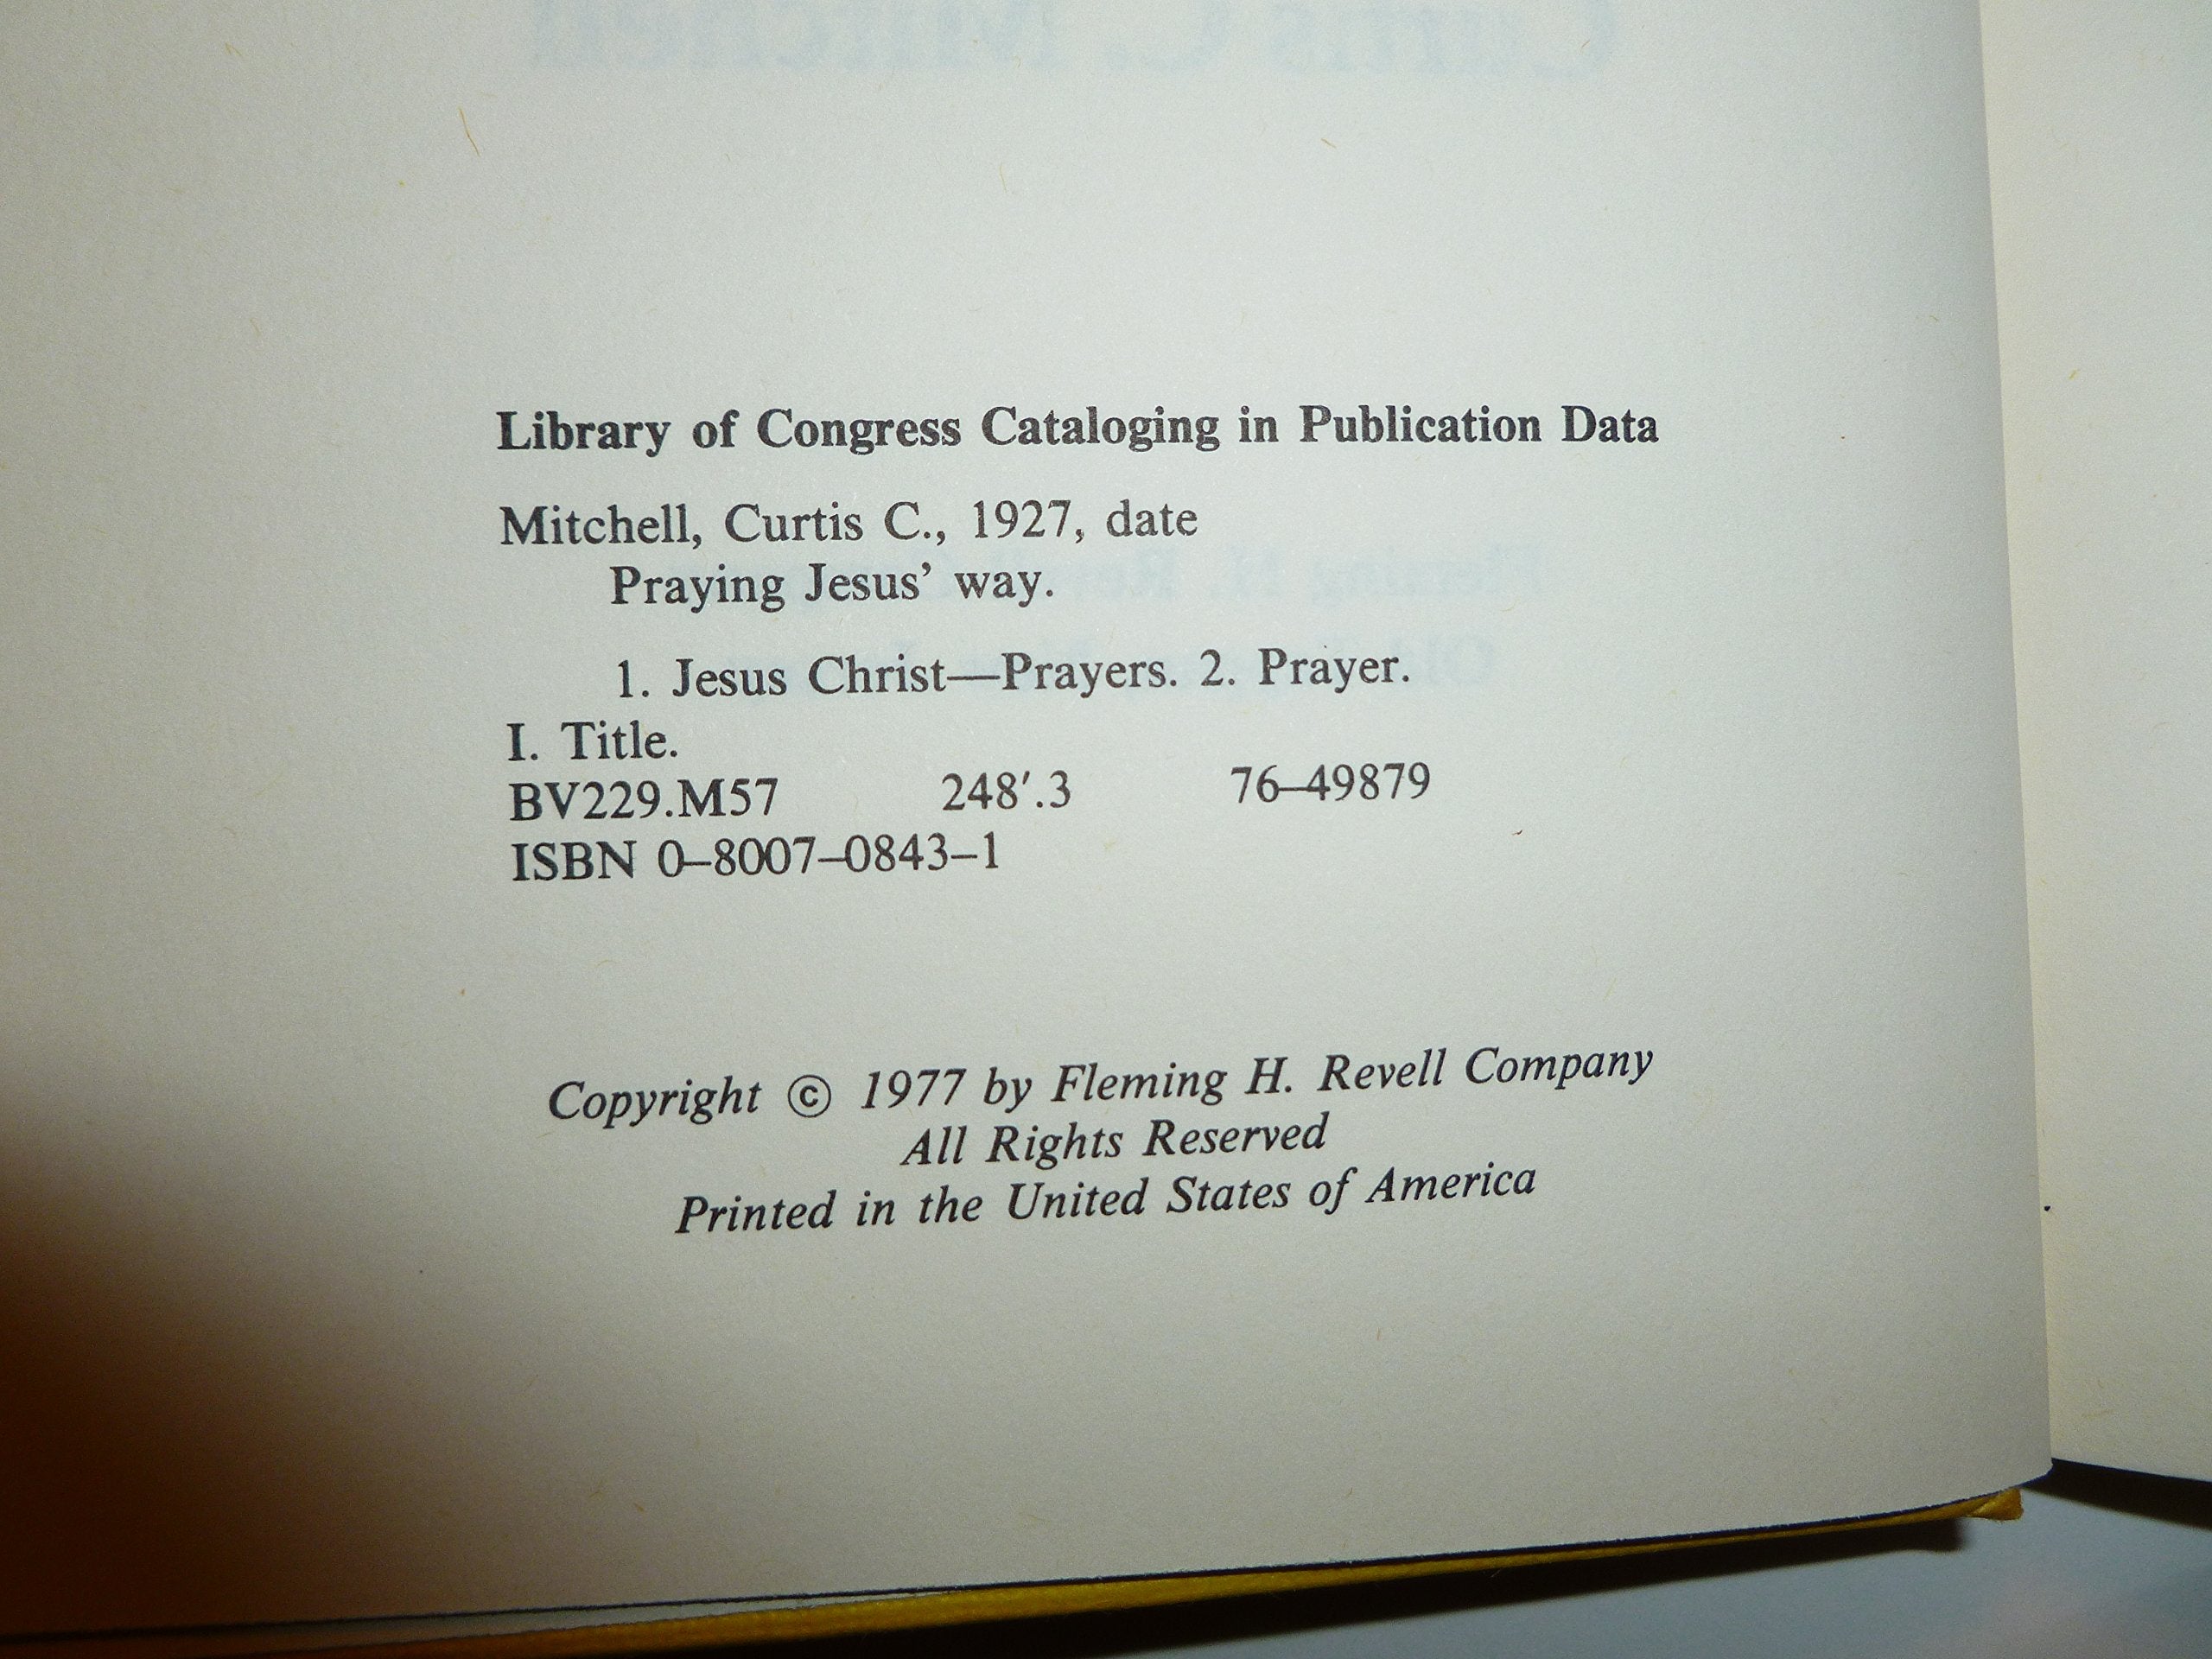 Library of Congress Cataloging in Publication Data
Mitchell, Curtis C., 1927, date
Praying Jesus’ way.
1. Jesus Christ—Prayers. 2. Prayer.
I. Title.
BV229.M57 248′.3 76–49879
ISBN 0–8007–0843–1
Copyright © 1977 by Fleming H. Revell Company
All Rights Reserved
Printed in the United States of America